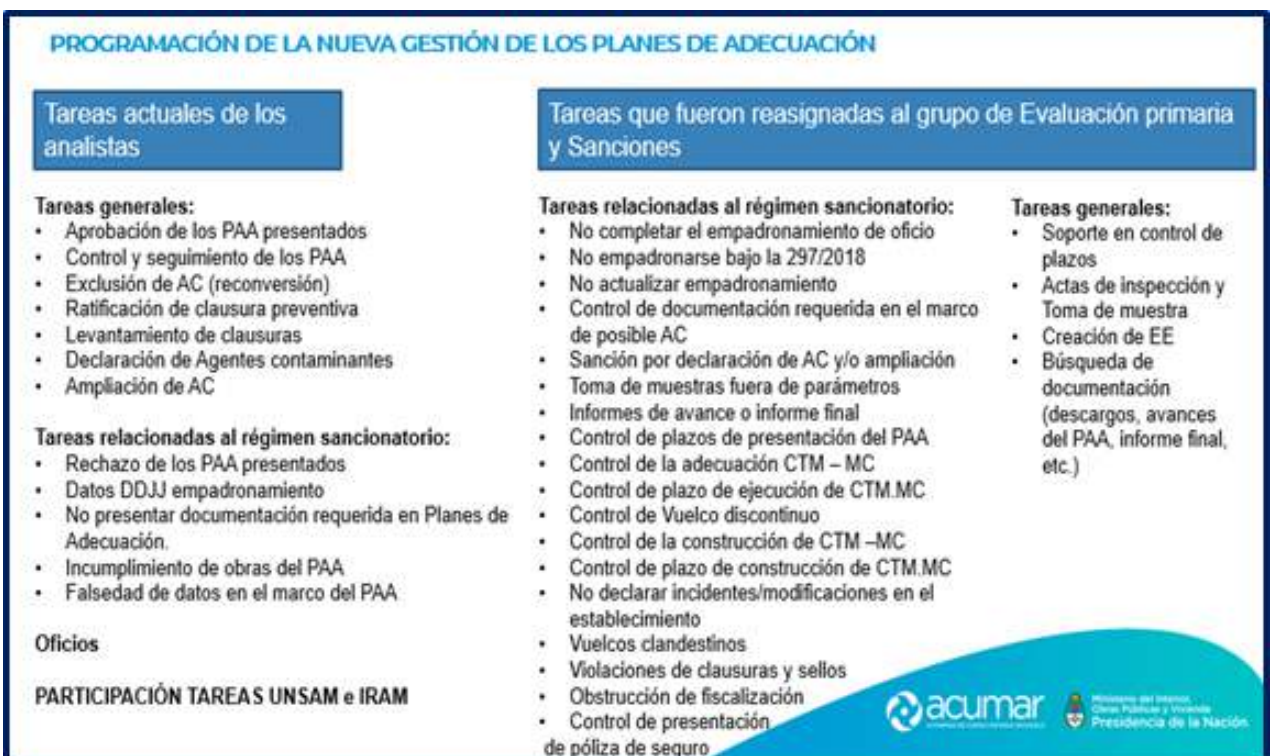 PROGRAMACIÓN DE LA NUEVA GESTIÓN DE LOS PLANES DE ADECUACIÓN
Tareas actuales de los
analistas
Tareas generales:
• Aprobación de los PAA presentados
• Control y seguimiento de los PAA
• Exclusión de AC (reconversión)
• Ratificación de clausura preventiva
• Levantamiento de clausuras
• Declaración de Agentes contaminantes
• Ampliación de AC
Tareas relacionadas al régimen sancionatorio:
• Rechazo de los PAA presentados
• Datos DDJJ empadronamiento
• No presentar documentación requerida en Planes de
Adecuación.
• Incumplimiento de obras del PAA
• Falsedad de datos en el marco del PAA
Oficios
PARTICIPACIÓN TAREAS UNSAM e IRAM
Tareas que fueron reasignadas al grupo de Evaluación primaria
y Sanciones
Tareas relacionadas al régimen sancionatorio:
• No completar el empadronamiento de oficio
• No empadronarse bajo la 297/2018
• No actualizar empadronamiento
• Control de documentación requerida en el marco
de posible AC
• Sanción por declaración de AC y/o ampliación
• Toma de muestras fuera de parámetros
• Informes de avance o informe final
• Control de plazos de presentación del PAA
• Control de la adecuación CTM – MC
• Control de plazo de ejecución de CTM.MC
• Control de Vuelco discontinuo
• Control de la construcción de CTM –MC
• Control de plazo de construcción de CTM.MC
• No declarar incidentes/modificaciones en el
establecimiento
• Vuelcos clandestinos
• Violaciones de clausuras y sellos
• Obstrucción de fiscalización
• Control de presentación
de póliza de seguro
Tareas generales:
• Soporte en control de
plazos
• Actas de inspección y
Toma de muestra
• Creación de EE
• Búsqueda de
documentación
(descargos, avances
del PAA, informe final,
etc.)
acumar
Ministerio del Interior,
Obras Públicas y Vivienda
Presidencia de la Nación